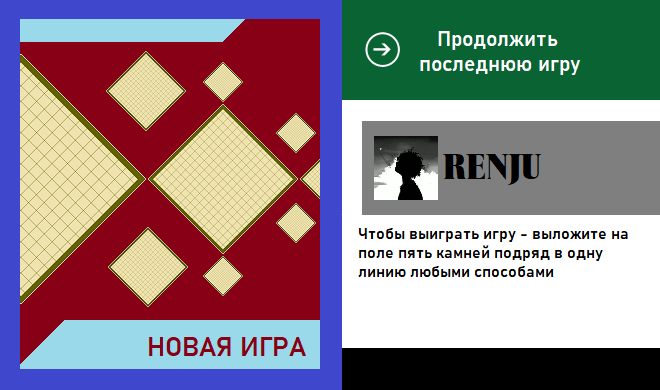 НОВАЯ ИГРА
Продолжить
последнюю игру
RENJU
Чтобы выиграть игру - выложите на
поле пять камней подряд в одну
линию любыми способами